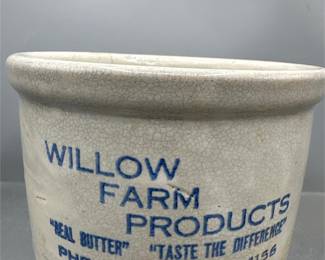 WILLOW
FARM
PRODUCTS
"REAL BUTTER" "TASTE THE DIFFERENCE"